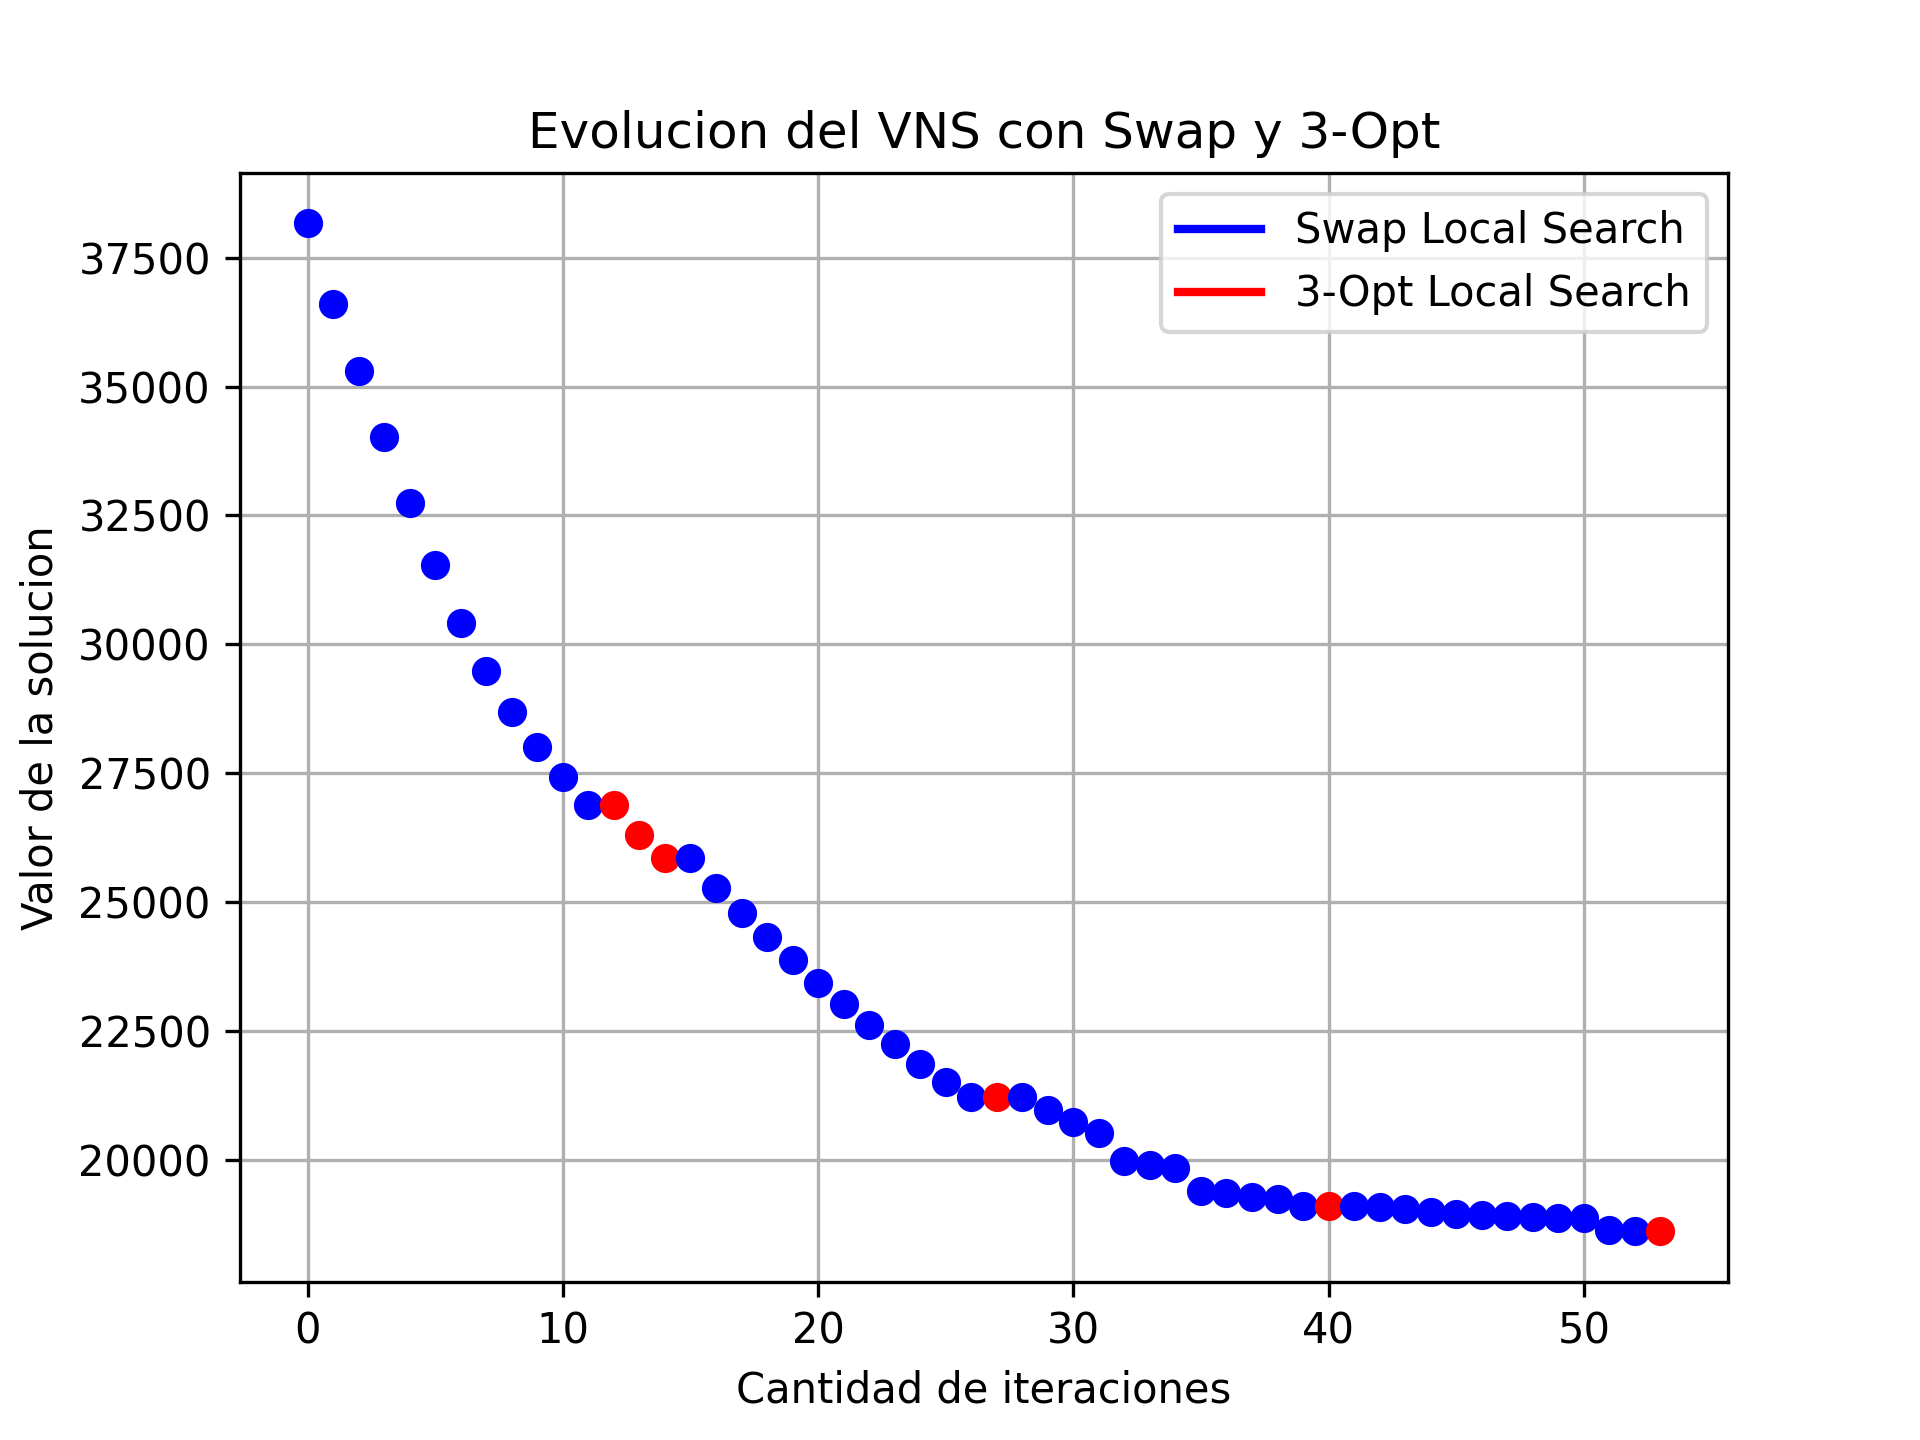 Evolucion del VNS con Swap y 3-Opt
Swap Local Search
3-Opt Local Search
Valor de la solucion
37500
35000
32500
30000
27500
25000
22500
20000
0 10 20 30 40 50
Cantidad de iteraciones